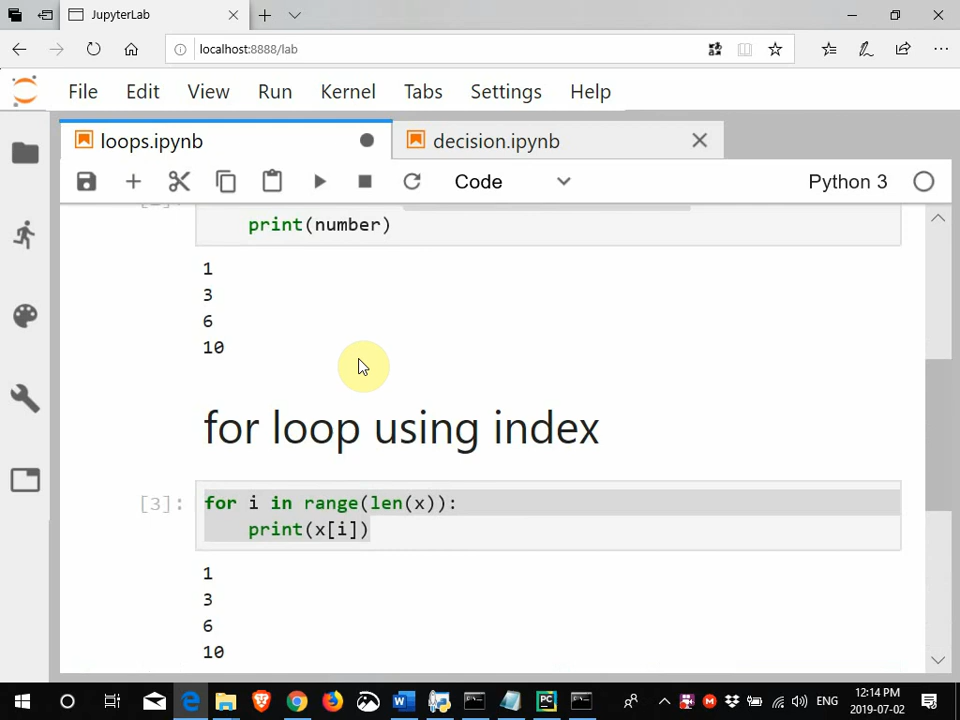 JupyterLab
localhost:8888/lab
File Edit View Run Kernel Tabs Settings Help
loops.ipynb decision.ipynb
Code Python 3
print(number)
1
3
6
10
for loop using index
[3]: for i in range(len(x)):
print(x[i])
1
3
6
10
12:14 PM
ENG
2019-07-02